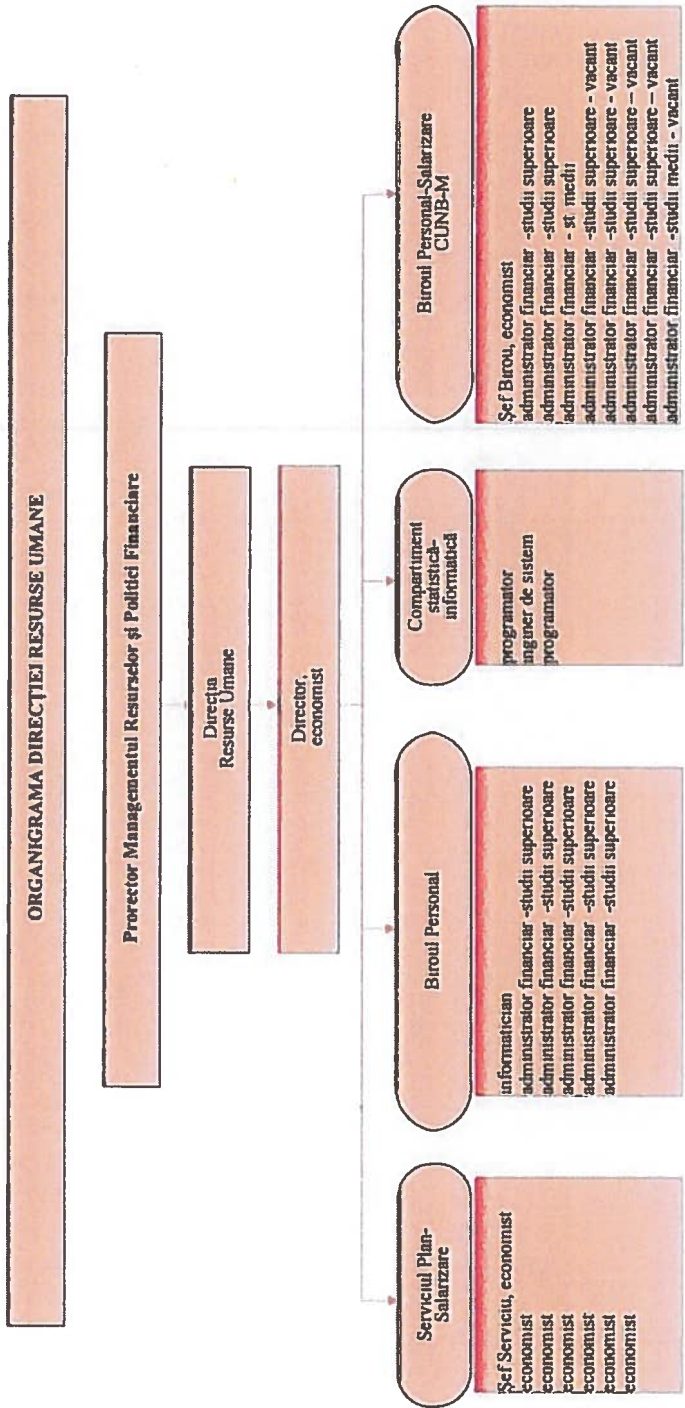 ORGANIGRAMA DIRECȚIEI RESURSE UMANE
Prorector Managementul Resurselor și Politici Financiare
Direcția
Resurse Umane
Director,
economist
Serviciul Plan-
Salarizare
Șef Serviciu, economist
economist
economist
economist
economist
economist
economist
Biroul Personal
informatician
administrator financiar -studii superioare
administrator financiar -studii superioare
administrator financiar -studii superioare
administrator financiar -studii superioare
administrator financiar -studii superioare
Compartiment
statistică-
informatică
programator
inginer de sistem
programator
Biroul Personal-Salarizare
CUNB-M
Șef Birou, economist
administrator financiar -studii superioare
administrator financiar -studii superioare
administrator financiar - st. medii
administrator financiar -studii superioare - vacant
administrator financiar -studii superioare - vacant
administrator financiar -studii superioare – vacant
administrator financiar -studii superioare – vacant
administrator financiar -studii medii - vacant